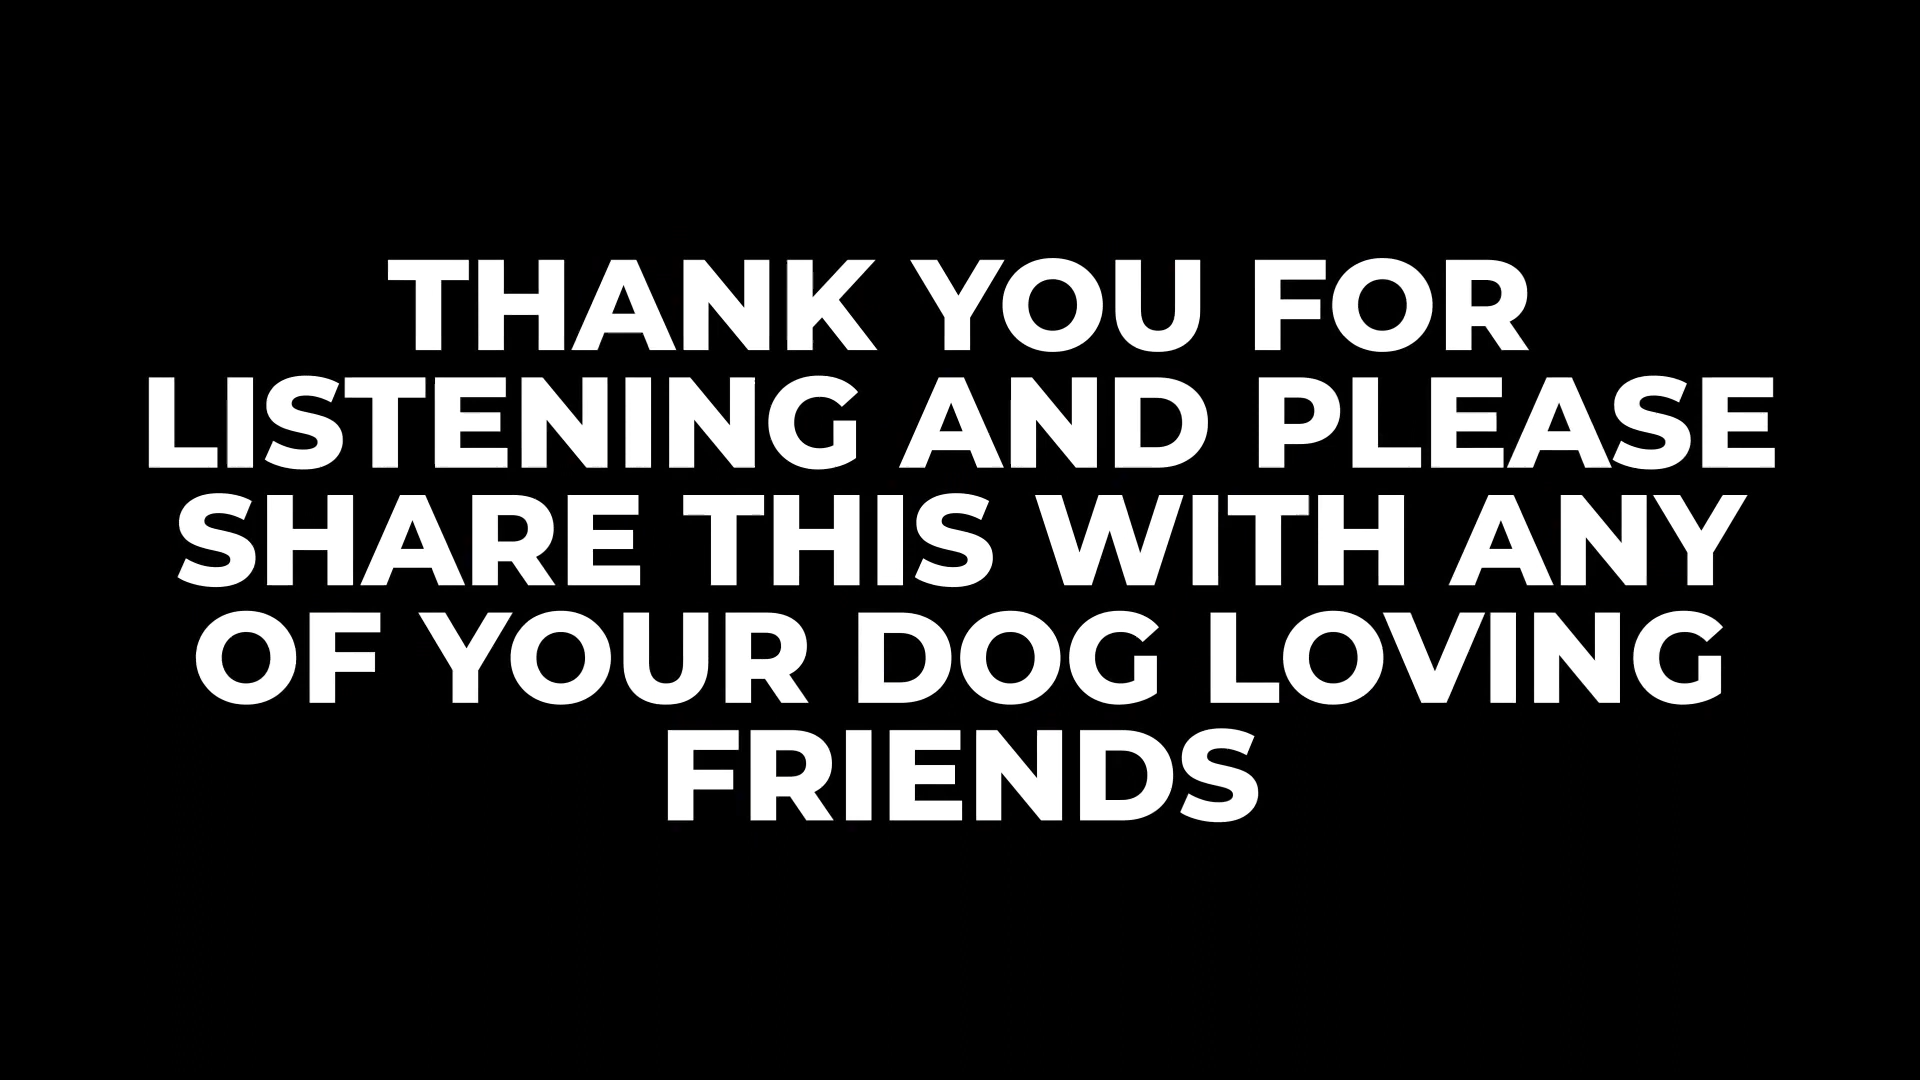 THANK YOU FOR
LISTENING AND PLEASE
SHARE THIS WITH ANY
OF YOUR DOG LOVING
FRIENDS